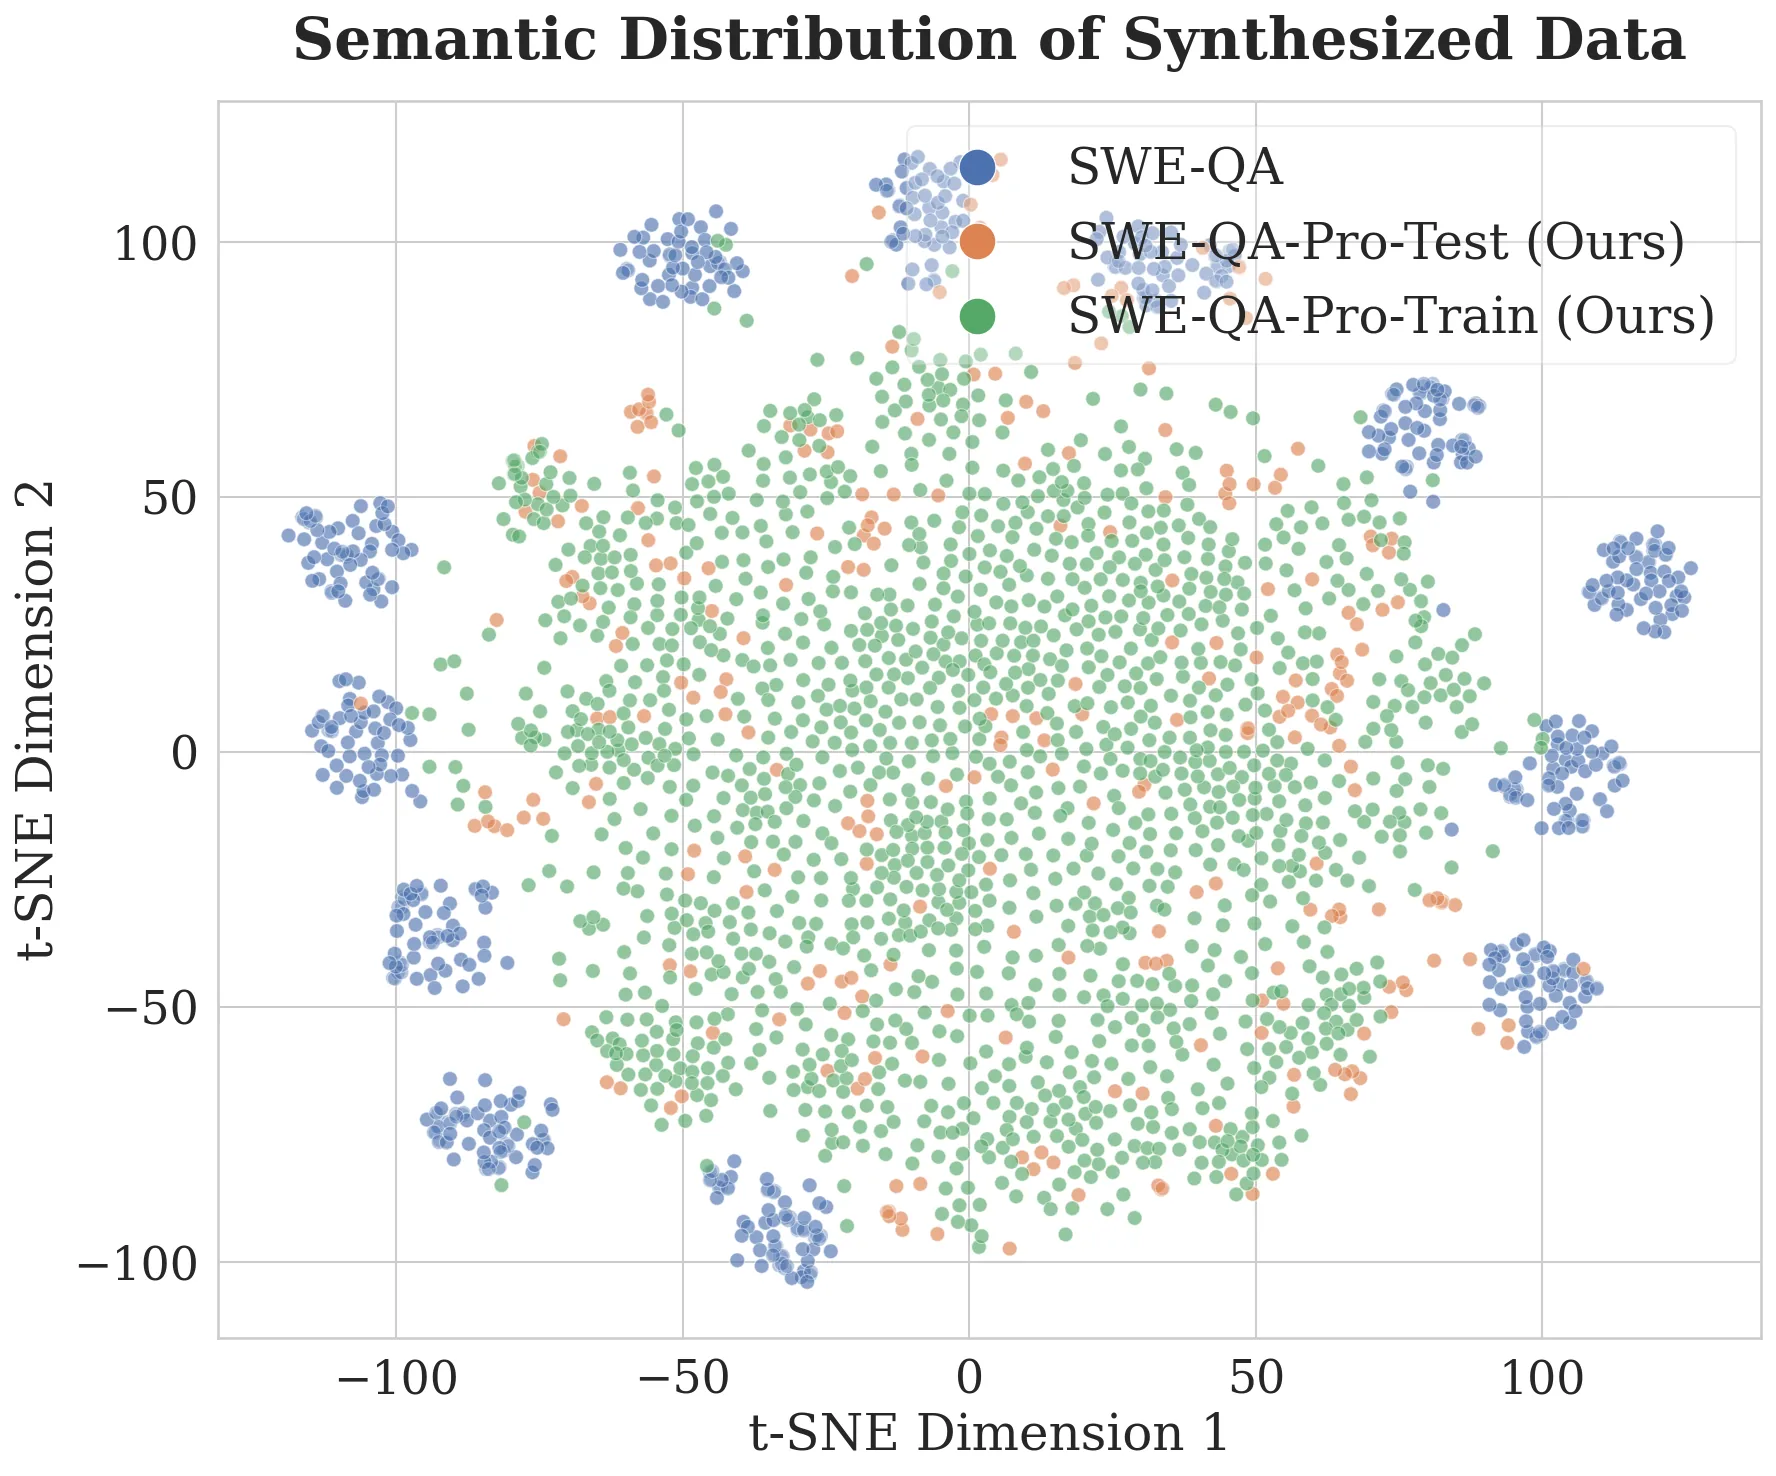 Semantic Distribution of Synthesized Data
SWE-QA
SWE-QA-Pro-Test (Ours)
SWE-QA-Pro-Train (Ours)
t-SNE Dimension 2
100
50
0
−50
−100
−100
−50
0
50
100
t-SNE Dimension 1